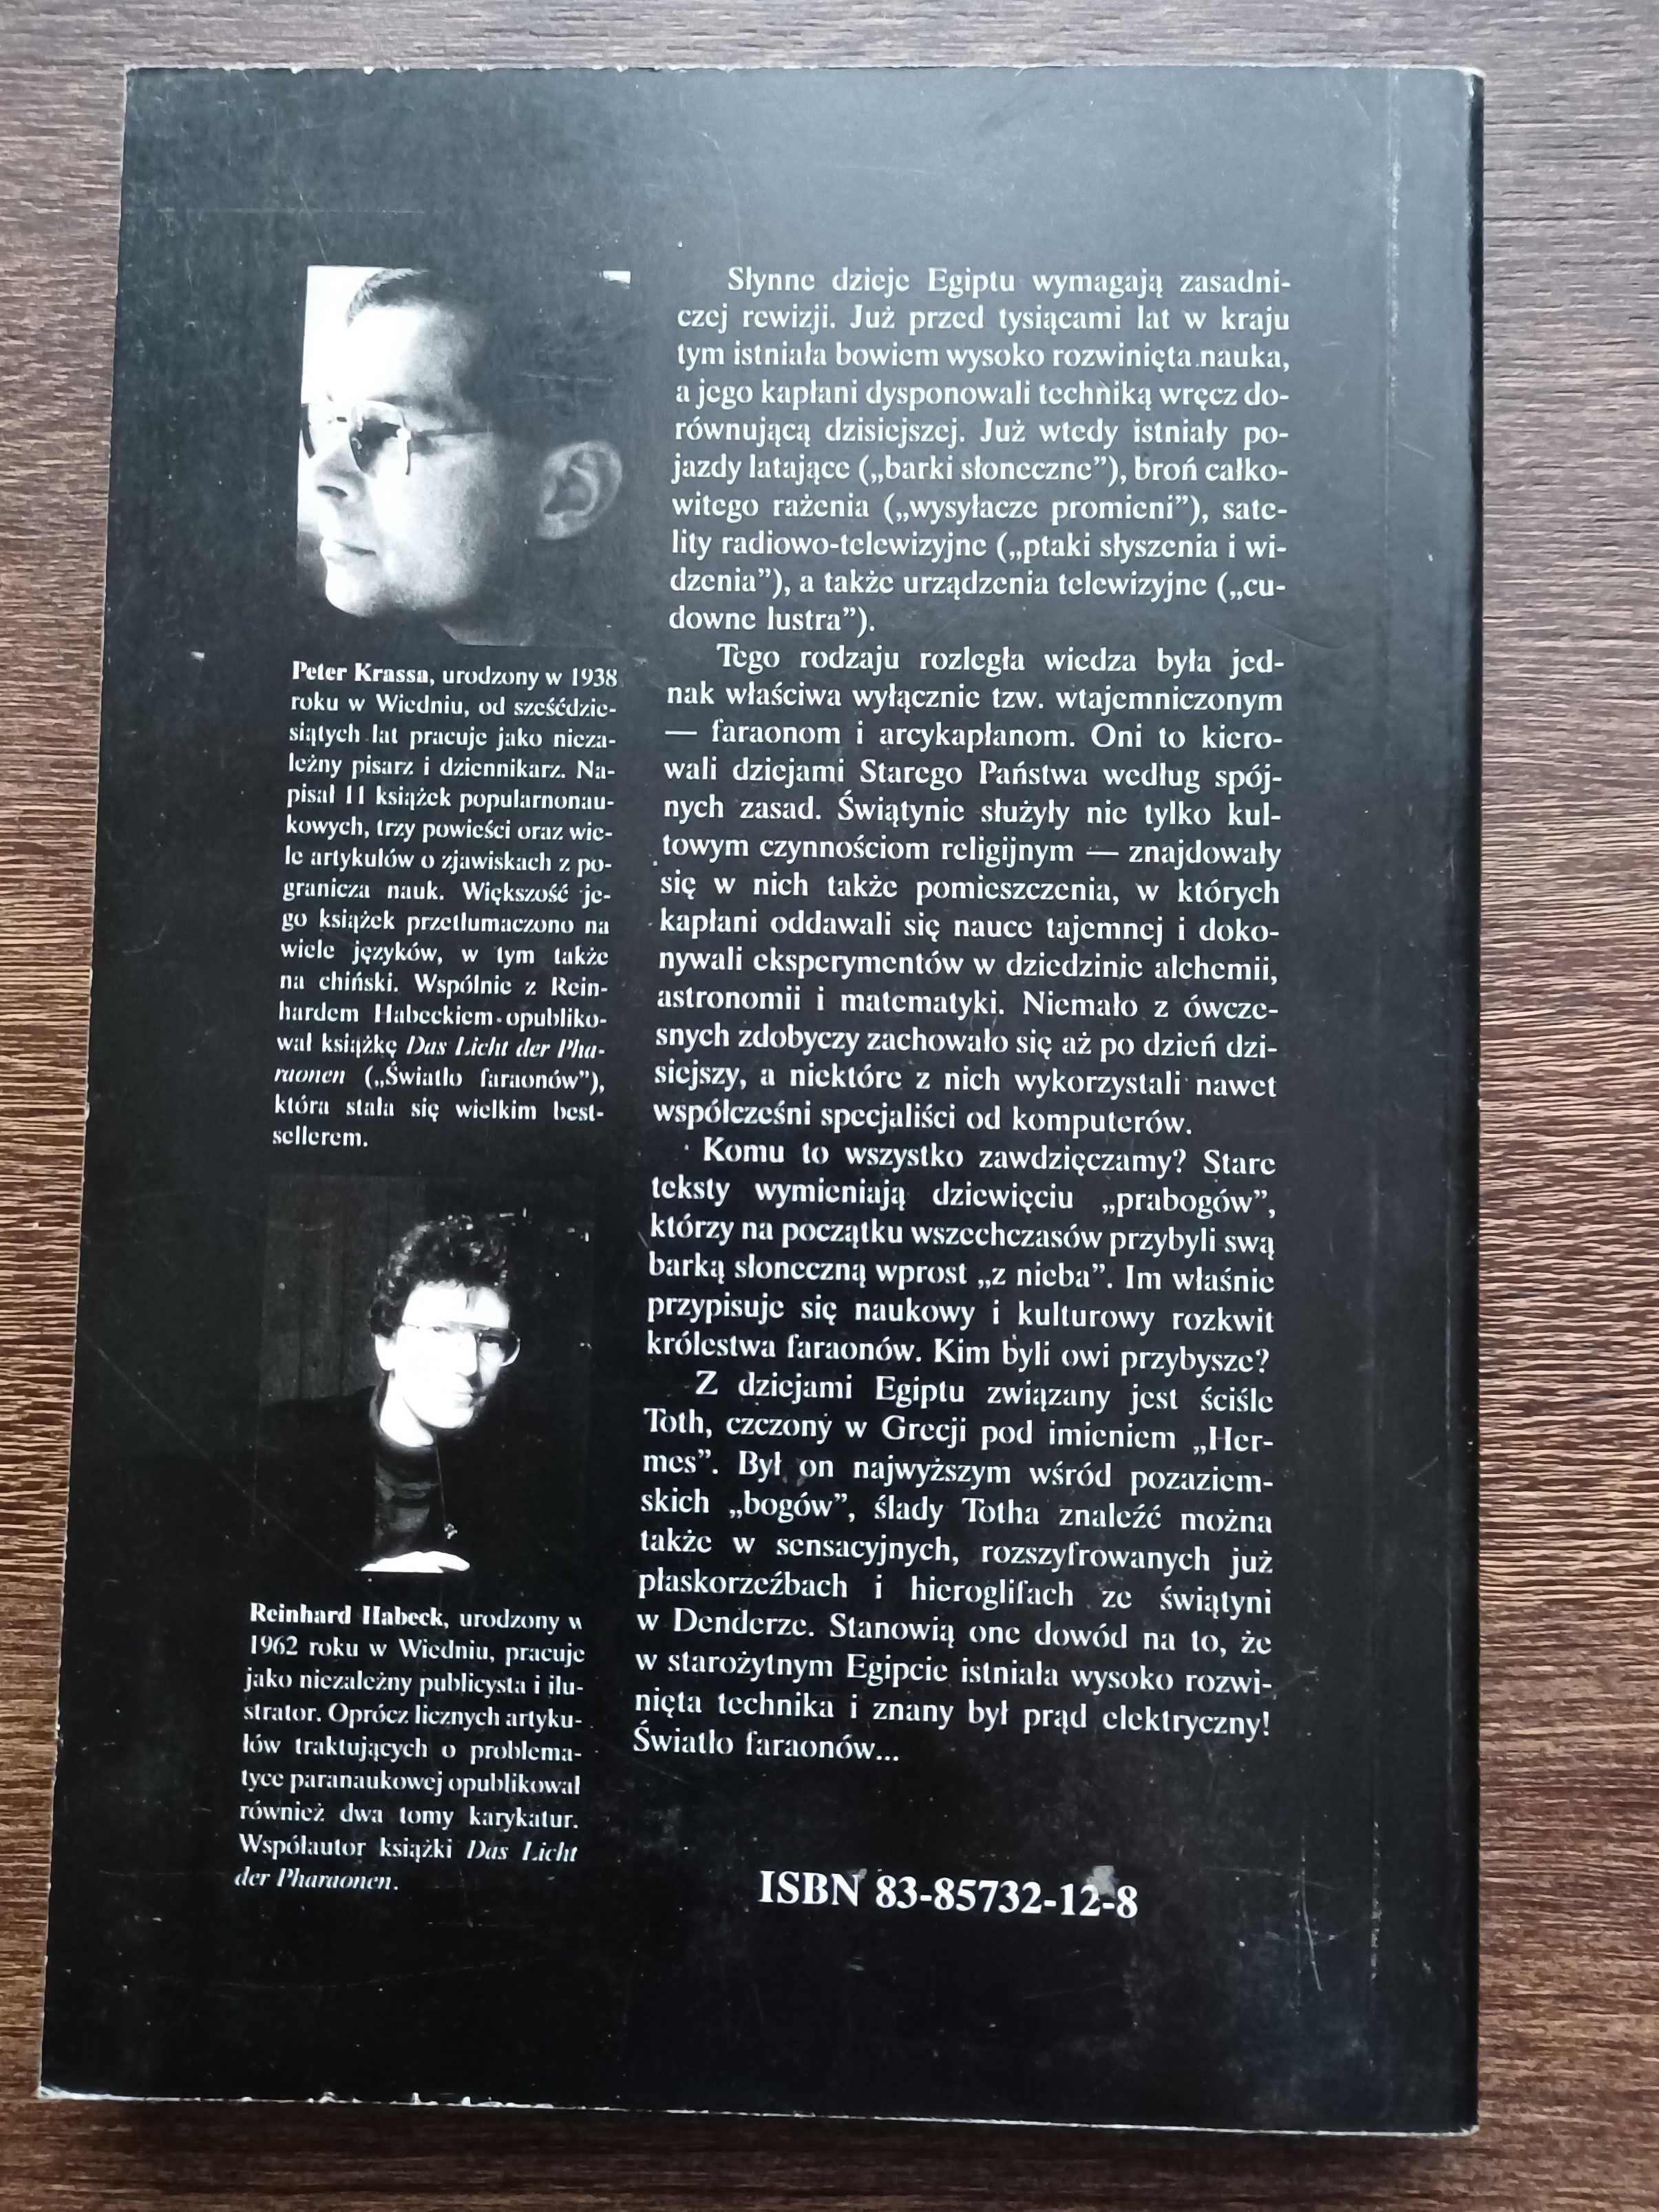 Peter Krassa, urodzony w 1938
roku w Wiedniu, od sześćdzie-
siątych lat pracuje jako nieza-
leżny pisarz i dziennikarz. Na-
pisał 11 książek popularnonau-
kowych, trzy powieści oraz wie-
le artykułów o zjawiskach z po-
granicza nauk. Większość je-
go książek przetłumaczono na
wiele języków, w tym także
na chiński. Wspólnie z Rein-
hardem Habeckiem opubliko-
wał książkę Das Licht der Pha-
raonen („Światło faraonów”),
która stała się wielkim best-
sellerem.
Reinhard Habeck, urodzony w
1962 roku w Wiedniu, pracuje
jako niezależny publicysta i ilu-
strator. Oprócz licznych artyku-
łów traktujących o problema-
tyce paranaukowej opublikował
również dwa tomy karykatur.
Współautor książki Das Licht
der Pharaonen.
Słynne dzieje Egiptu wymagają zasadni-
czej rewizji. Już przed tysiącami lat w kraju
tym istniała bowiem wysoko rozwinięta nauka,
a jego kapłani dysponowali techniką wręcz do-
równującą dzisiejszej. Już wtedy istniały po-
jazdy latające („barki słoneczne”), broń całko-
witego rażenia („wysyłacze promieni”), sate-
lity radiowo-telewizyjne („ptaki słyszenia i wi-
dzenia”), a także urządzenia telewizyjne („cu-
downe lustra”).
Tego rodzaju rozległa wiedza była jed-
nak właściwa wyłącznie tzw. wtajemniczonym
— faraonom i arcykapłanom. Oni to kiero-
wali dziejami Starego Państwa według spój-
nych zasad. Świątynie służyły nie tylko kul-
towym czynnościom religijnym — znajdowały
się w nich także pomieszczenia, w których
kapłani oddawali się nauce tajemnej i doko-
nywali eksperymentów w dziedzinie alchemii,
astronomii i matematyki. Niemało z ówcze-
snych zdobyczy zachowało się aż po dzień dzi-
siejszy, a niektóre z nich wykorzystali nawet
współcześni specjaliści od komputerów.
Komu to wszystko zawdzięczamy? Stare
teksty wymieniają dziewięciu „prabogów”,
którzy na początku wszechczasów przybyli swą
barką słoneczną wprost „z nieba”. Im właśnie
przypisuje się naukowy i kulturowy rozkwit
królestwa faraonów. Kim byli owi przybysze?
Z dziejami Egiptu związany jest ściśle
Toth, czczony w Grecji pod imieniem „Her-
mes”. Był on najwyższym wśród pozaziem-
skich „bogów”, ślady Totha znaleźć można
także w sensacyjnych, rozszyfrowanych już
płaskorzeźbach i hieroglifach ze świątyni
w Denderze. Stanowią one dowód na to, że
w starożytnym Egipcie istniała wysoko rozwi-
nięta technika i znany był prąd elektryczny!
Światło faraonów...
ISBN 83-85732-12-8